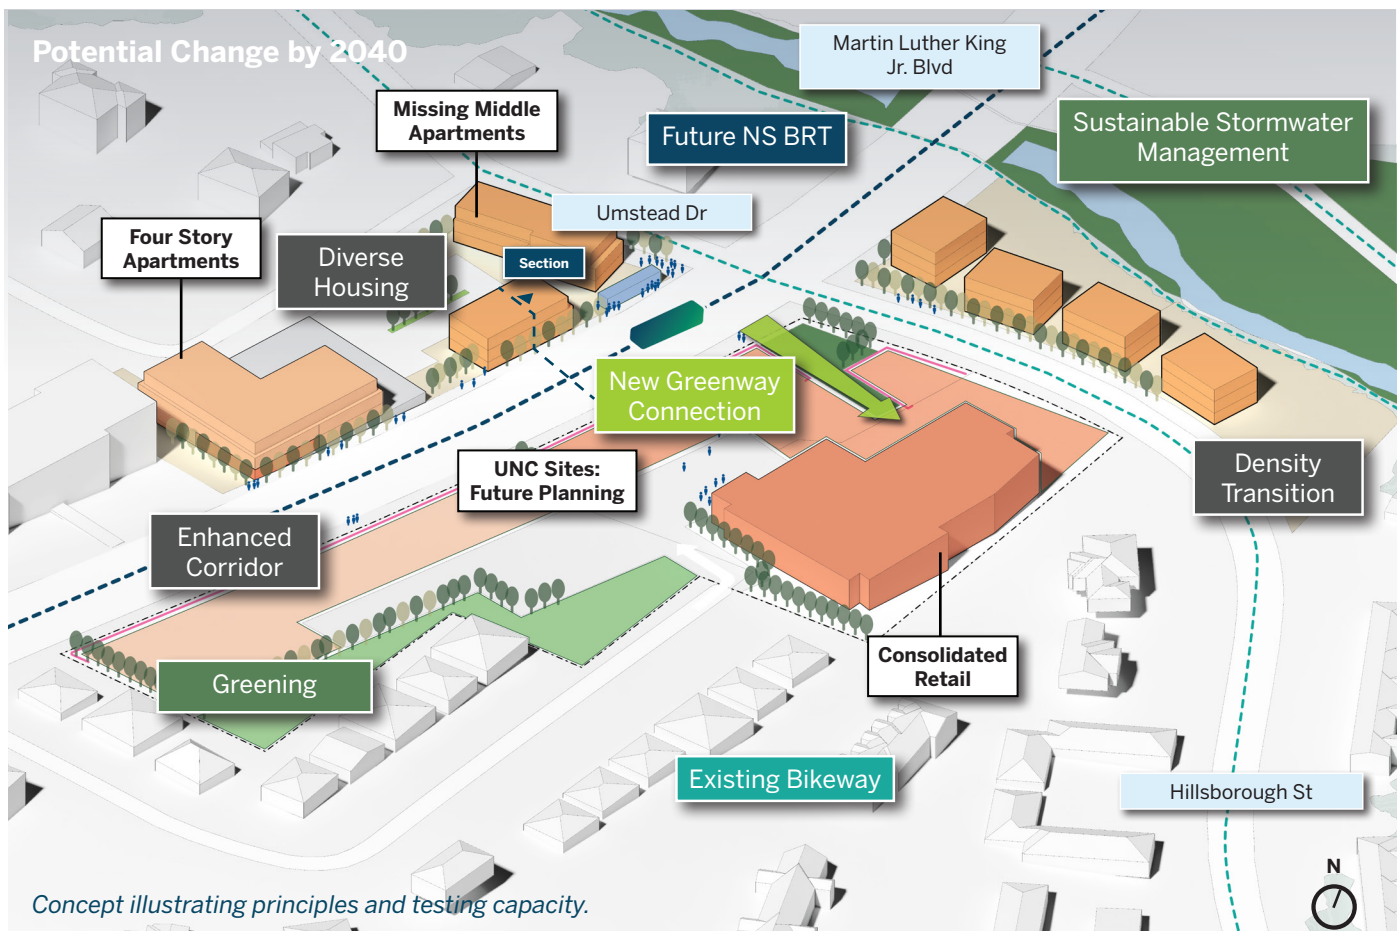 Potential Change by 2040
Martin Luther King
Jr. Blvd
Missing Middle
Apartments
Future NS BRT
Sustainable Stormwater
Management
Umstead Dr
Four Story
Apartments
Diverse
Housing
Section
New Greenway
Connection
UNC Sites:
Future Planning
Density
Transition
Enhanced
Corridor
Consolidated
Retail
Greening
Existing Bikeway
Hillsborough St
N
Concept illustrating principles and testing capacity.